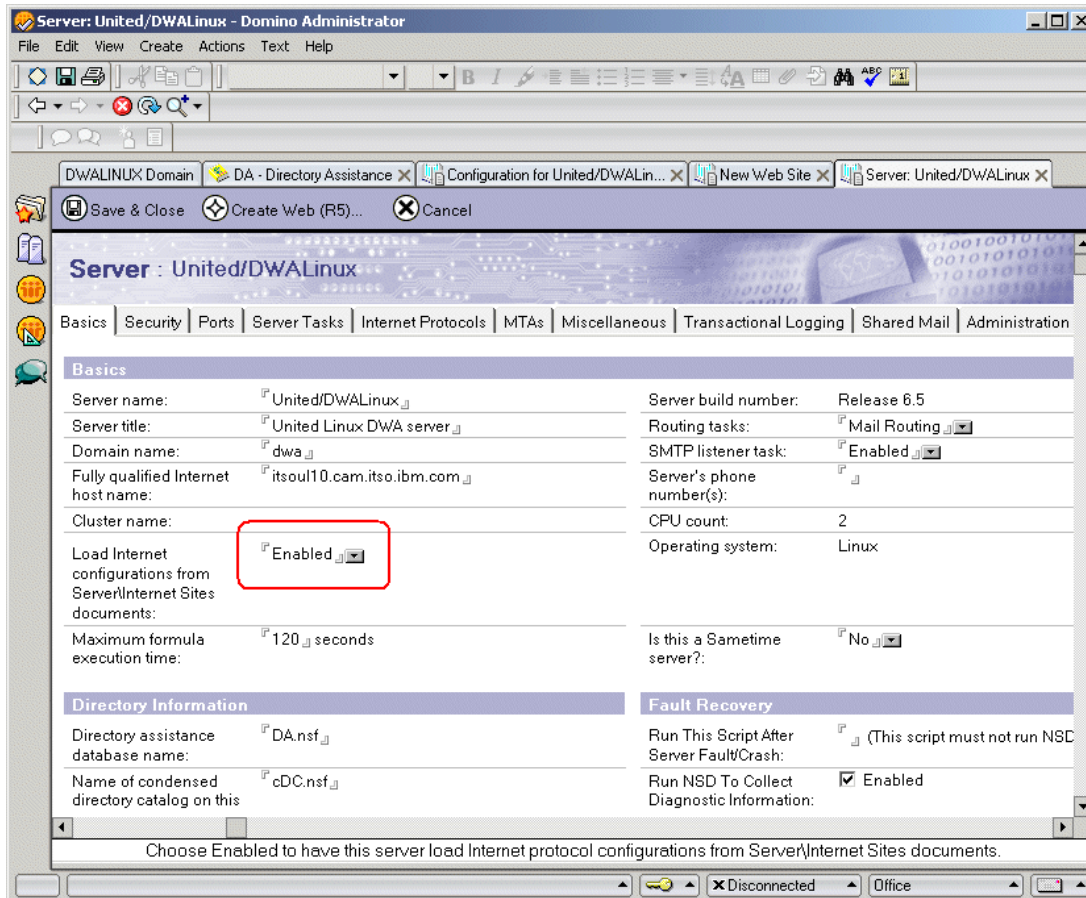 Server: United/DWALinux - Domino Administrator
File Edit View Create Actions Text Help
B I
ABC
DWALINUX Domain DA - Directory Assistance Configuration for United/DWALin... New Web Site Server: United/DWALinux
Save & Close Create Web (R5)... Cancel
Server : United/DWALinux
Basics Security Ports Server Tasks Internet Protocols MTAs Miscellaneous Transactional Logging Shared Mail Administration
Basics
Server name: United/DWALinux Server build number: Release 6.5
Server title: United Linux DWA server Routing tasks: Mail Routing
Domain name: dwa SMTP listener task: Enabled
Fully qualified Internet itsoul10.cam.itso.ibm.com Server's phone
host name: number(s):
Cluster name: CPU count: 2
Load Internet Enabled Operating system: Linux
configurations from
Server\Internet Sites
documents:
Maximum formula 120 seconds Is this a Sametime No
execution time: server?:
Directory Information Fault Recovery
Directory assistance DA.nsf Run This Script After (This script must not run NSD
database name: Server Fault/Crash:
Name of condensed cDC.nsf Run NSD To Collect Enabled
directory catalog on this Diagnostic Information:
Choose Enabled to have this server load Internet protocol configurations from Server\Internet Sites documents.
Disconnected Office